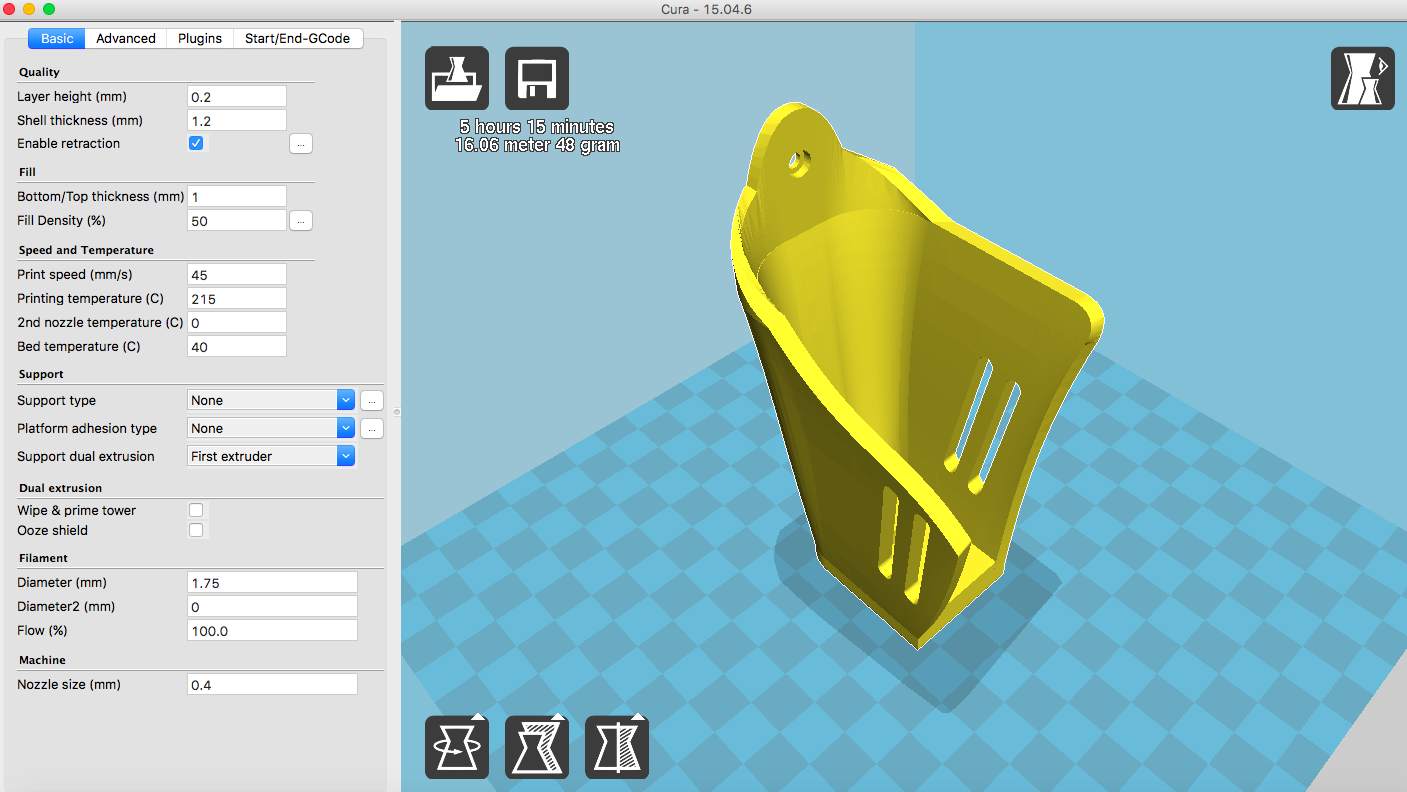 Cura - 15.04.6
Basic Advanced Plugins Start/End-GCode
Quality
Layer height (mm) 0.2
Shell thickness (mm) 1.2
Enable retraction ...
Fill
Bottom/Top thickness (mm) 1
Fill Density (%) 50 ...
Speed and Temperature
Print speed (mm/s) 45
Printing temperature (C) 215
2nd nozzle temperature (C) 0
Bed temperature (C) 40
Support
Support type None ...
Platform adhesion type None ...
Support dual extrusion First extruder
Dual extrusion
Wipe & prime tower
Ooze shield
Filament
Diameter (mm) 1.75
Diameter2 (mm) 0
Flow (%) 100.0
Machine
Nozzle size (mm) 0.4
5 hours 15 minutes
16.06 meter 48 gram